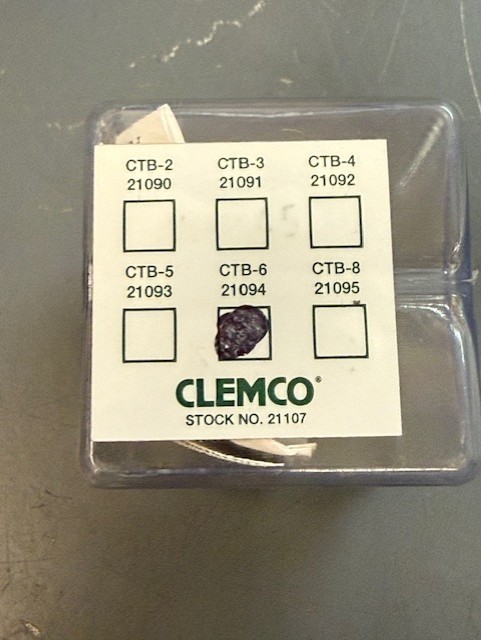 CTB-2 CTB-3 CTB-4
21090 21091 21092
CTB-5 CTB-6 CTB-8
21093 21094 21095
CLEMCO®
STOCK NO. 21107